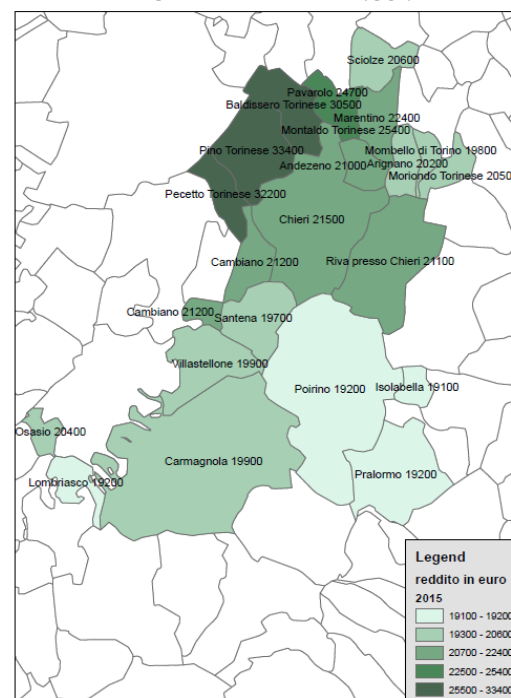 Sciolze 20600
Pavarolo 24700
Baldissero Torinese 30500
Marentino 22400
Montaldo Torinese 25400
Pino Torinese 33400
Mombello di Torino 19800
Andezeno 21000
Arignano 20200
Moriondo Torinese 2050
Pecetto Torinese 32200
Chieri 21500
Cambiano 21200
Riva presso Chieri 21100
Cambiano 21200
Santena 19700
Villastellone 19900
Poirino 19200
Isolabella 19100
Osasio 20400
Carmagnola 19900
Pralormo 19200
Lombriasco 19200
Legend
reddito in euro
2015
19100 - 19200
19300 - 20600
20700 - 22400
22500 - 25400
25500 - 33400